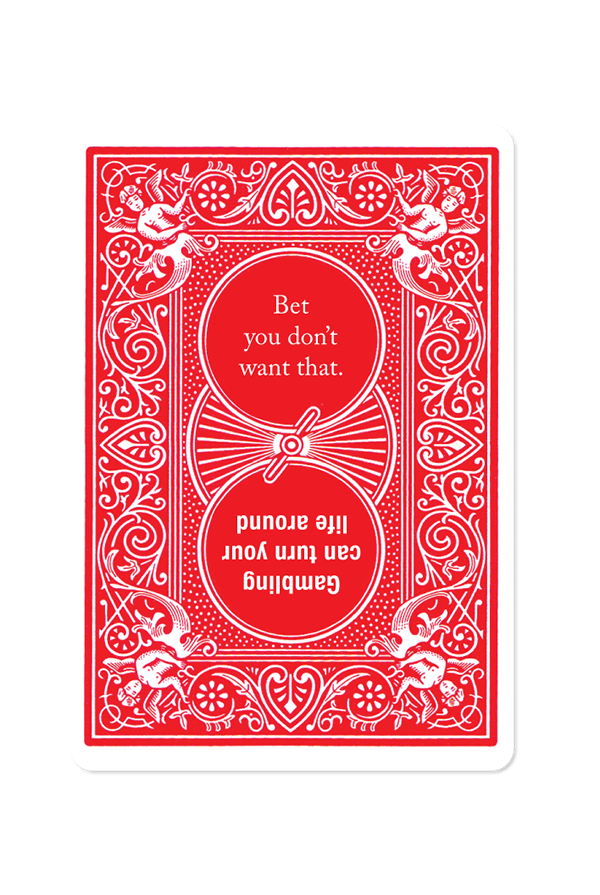 Bet
you don’t
want that.
Gambling
can turn your
life around